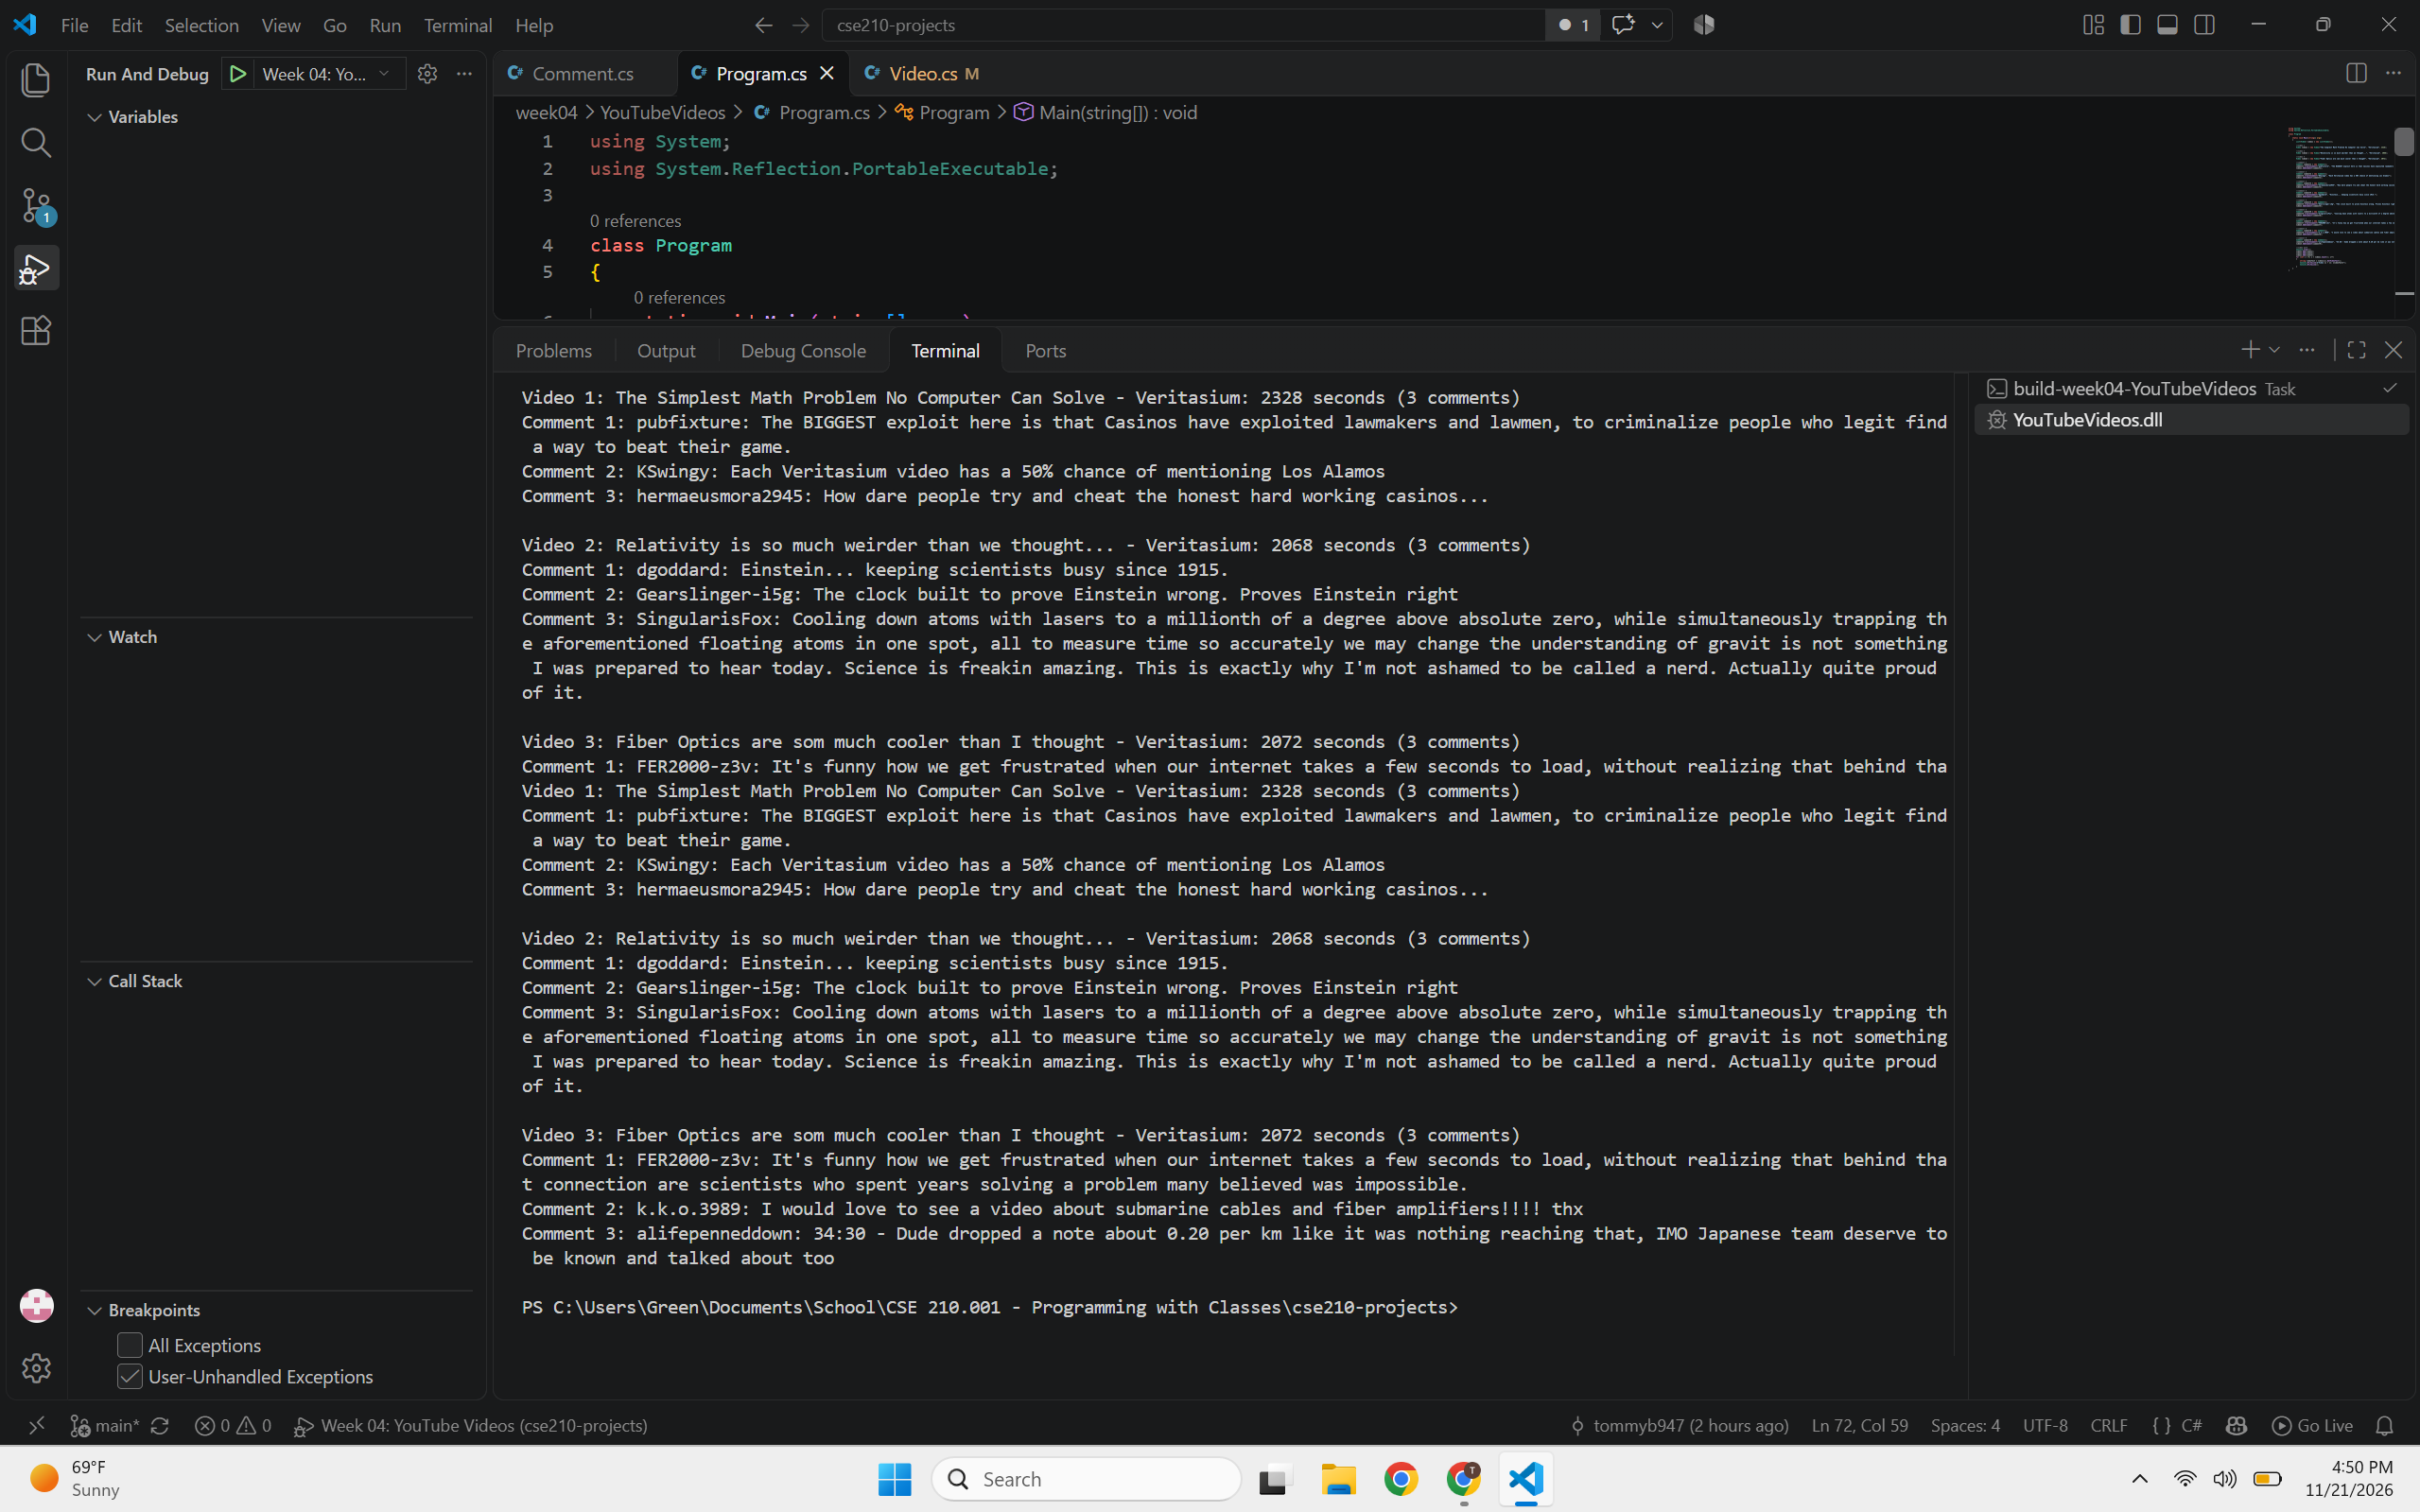 File Edit Selection View Go Run Terminal Help
cse210-projects
1
Run And Debug
Week 04: Yo...
Comment.cs
Program.cs
Video.cs M
Variables
week04 > YouTubeVideos > Program.cs > Program > Main(string[]) : void
1 using System;
2 using System.Reflection.PortableExecutable;
3
0 references
4 class Program
5 {
0 references
1
Problems Output Debug Console Terminal Ports
build-week04-YouTubeVideos Task
YouTubeVideos.dll
Video 1: The Simplest Math Problem No Computer Can Solve - Veritasium: 2328 seconds (3 comments)
Comment 1: pubfixture: The BIGGEST exploit here is that Casinos have exploited lawmakers and lawmen, to criminalize people who legit find
a way to beat their game.
Comment 2: KSwingy: Each Veritasium video has a 50% chance of mentioning Los Alamos
Comment 3: hermaeusmora2945: How dare people try and cheat the honest hard working casinos...
Video 2: Relativity is so much weirder than we thought... - Veritasium: 2068 seconds (3 comments)
Comment 1: dgoddard: Einstein... keeping scientists busy since 1915.
Comment 2: Gearslinger-i5g: The clock built to prove Einstein wrong. Proves Einstein right
Comment 3: SingularisFox: Cooling down atoms with lasers to a millionth of a degree above absolute zero, while simultaneously trapping th
e aforementioned floating atoms in one spot, all to measure time so accurately we may change the understanding of gravit is not something
I was prepared to hear today. Science is freakin amazing. This is exactly why I'm not ashamed to be called a nerd. Actually quite proud
of it.
Video 3: Fiber Optics are som much cooler than I thought - Veritasium: 2072 seconds (3 comments)
Comment 1: FER2000-z3v: It's funny how we get frustrated when our internet takes a few seconds to load, without realizing that behind tha
Video 1: The Simplest Math Problem No Computer Can Solve - Veritasium: 2328 seconds (3 comments)
Comment 1: pubfixture: The BIGGEST exploit here is that Casinos have exploited lawmakers and lawmen, to criminalize people who legit find
a way to beat their game.
Comment 2: KSwingy: Each Veritasium video has a 50% chance of mentioning Los Alamos
Comment 3: hermaeusmora2945: How dare people try and cheat the honest hard working casinos...
Video 2: Relativity is so much weirder than we thought... - Veritasium: 2068 seconds (3 comments)
Comment 1: dgoddard: Einstein... keeping scientists busy since 1915.
Comment 2: Gearslinger-i5g: The clock built to prove Einstein wrong. Proves Einstein right
Comment 3: SingularisFox: Cooling down atoms with lasers to a millionth of a degree above absolute zero, while simultaneously trapping th
e aforementioned floating atoms in one spot, all to measure time so accurately we may change the understanding of gravit is not something
I was prepared to hear today. Science is freakin amazing. This is exactly why I'm not ashamed to be called a nerd. Actually quite proud
of it.
Video 3: Fiber Optics are som much cooler than I thought - Veritasium: 2072 seconds (3 comments)
Comment 1: FER2000-z3v: It's funny how we get frustrated when our internet takes a few seconds to load, without realizing that behind tha
t connection are scientists who spent years solving a problem many believed was impossible.
Comment 2: k.k.o.3989: I would love to see a video about submarine cables and fiber amplifiers!!!! thx
Comment 3: alifepenneddown: 34:30 - Dude dropped a note about 0.20 per km like it was nothing reaching that, IMO Japanese team deserve to
be known and talked about too
PS C:\Users\Green\Documents\School\CSE 210.001 - Programming with Classes\cse210-projects>
Watch
Call Stack
Breakpoints
All Exceptions
User-Unhandled Exceptions
main* 0 0 Week 04: YouTube Videos (cse210-projects)
tommyb947 (2 hours ago) Ln 72, Col 59 Spaces: 4 UTF-8 CRLF { } C# Go Live
69°F
Sunny
Search
T
4:50 PM
11/21/2026